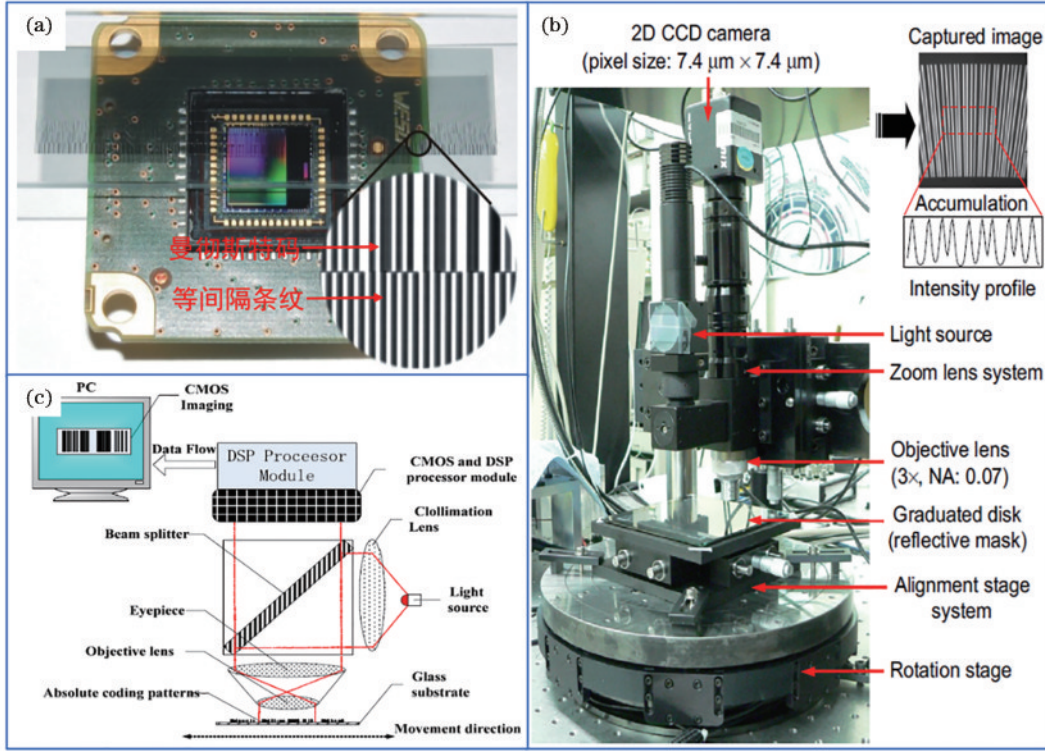 (a)
曼彻斯特码
等间隔条纹
(b)
2D CCD camera
(pixel size: 7.4 μm × 7.4 μm)
Captured image
Accumulation
Intensity profile
Light source
Zoom lens system
Objective lens
(3×, NA: 0.07)
Graduated disk
(reflective mask)
Alignment stage
system
Rotation stage
(c)
PC
CMOS
Imaging
Data Flow
DSP Proceesor
Module
CMOS and DSP
processor module
Clollimation
Lens
Beam splitter
Light
source
Eyepiece
Objective lens
Glass
substrate
Absolute coding patterns
Movement direction